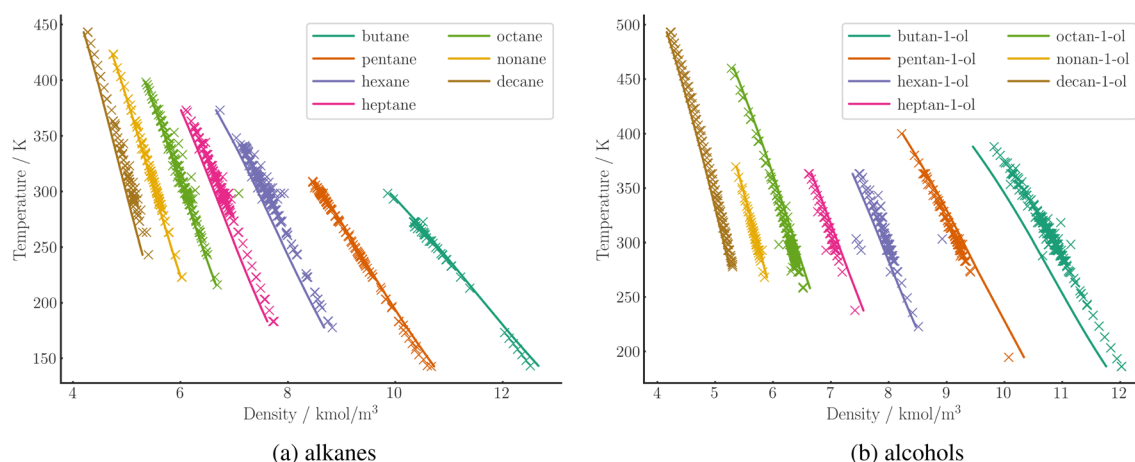 450
400
350
300
250
200
150
Temperature / K
butane
pentane
hexane
heptane
octane
nonane
decane
4
6
8
10
12
Density / kmol/m³
(a) alkanes
500
450
400
350
300
250
200
Temperature / K
butan-1-ol
pentan-1-ol
hexan-1-ol
heptan-1-ol
octan-1-ol
nonan-1-ol
decan-1-ol
4
5
6
7
8
9
10
11
12
Density / kmol/m³
(b) alcohols